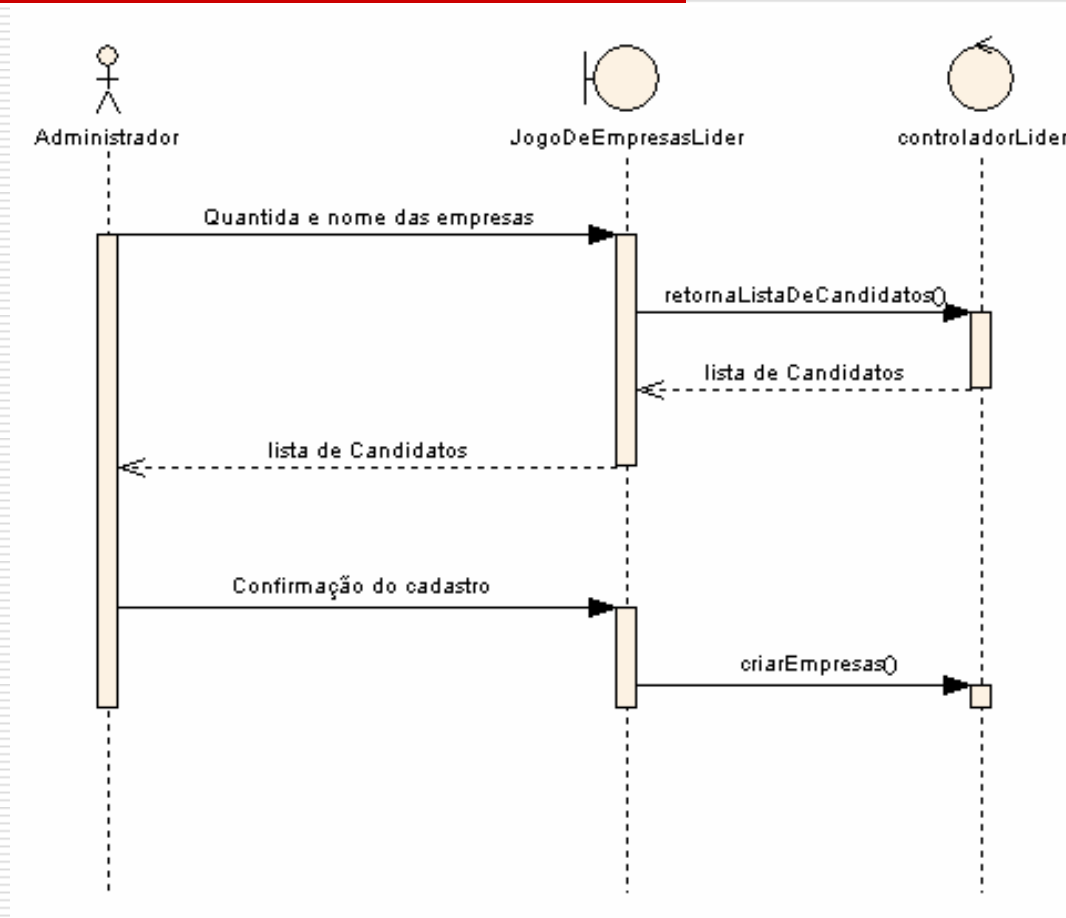 Administrador
JogoDeEmpresasLider
controladorLider
Quantida e nome das empresas
retornaListaDeCandidatos()
lista de Candidatos
lista de Candidatos
Confirmação do cadastro
criarEmpresas()